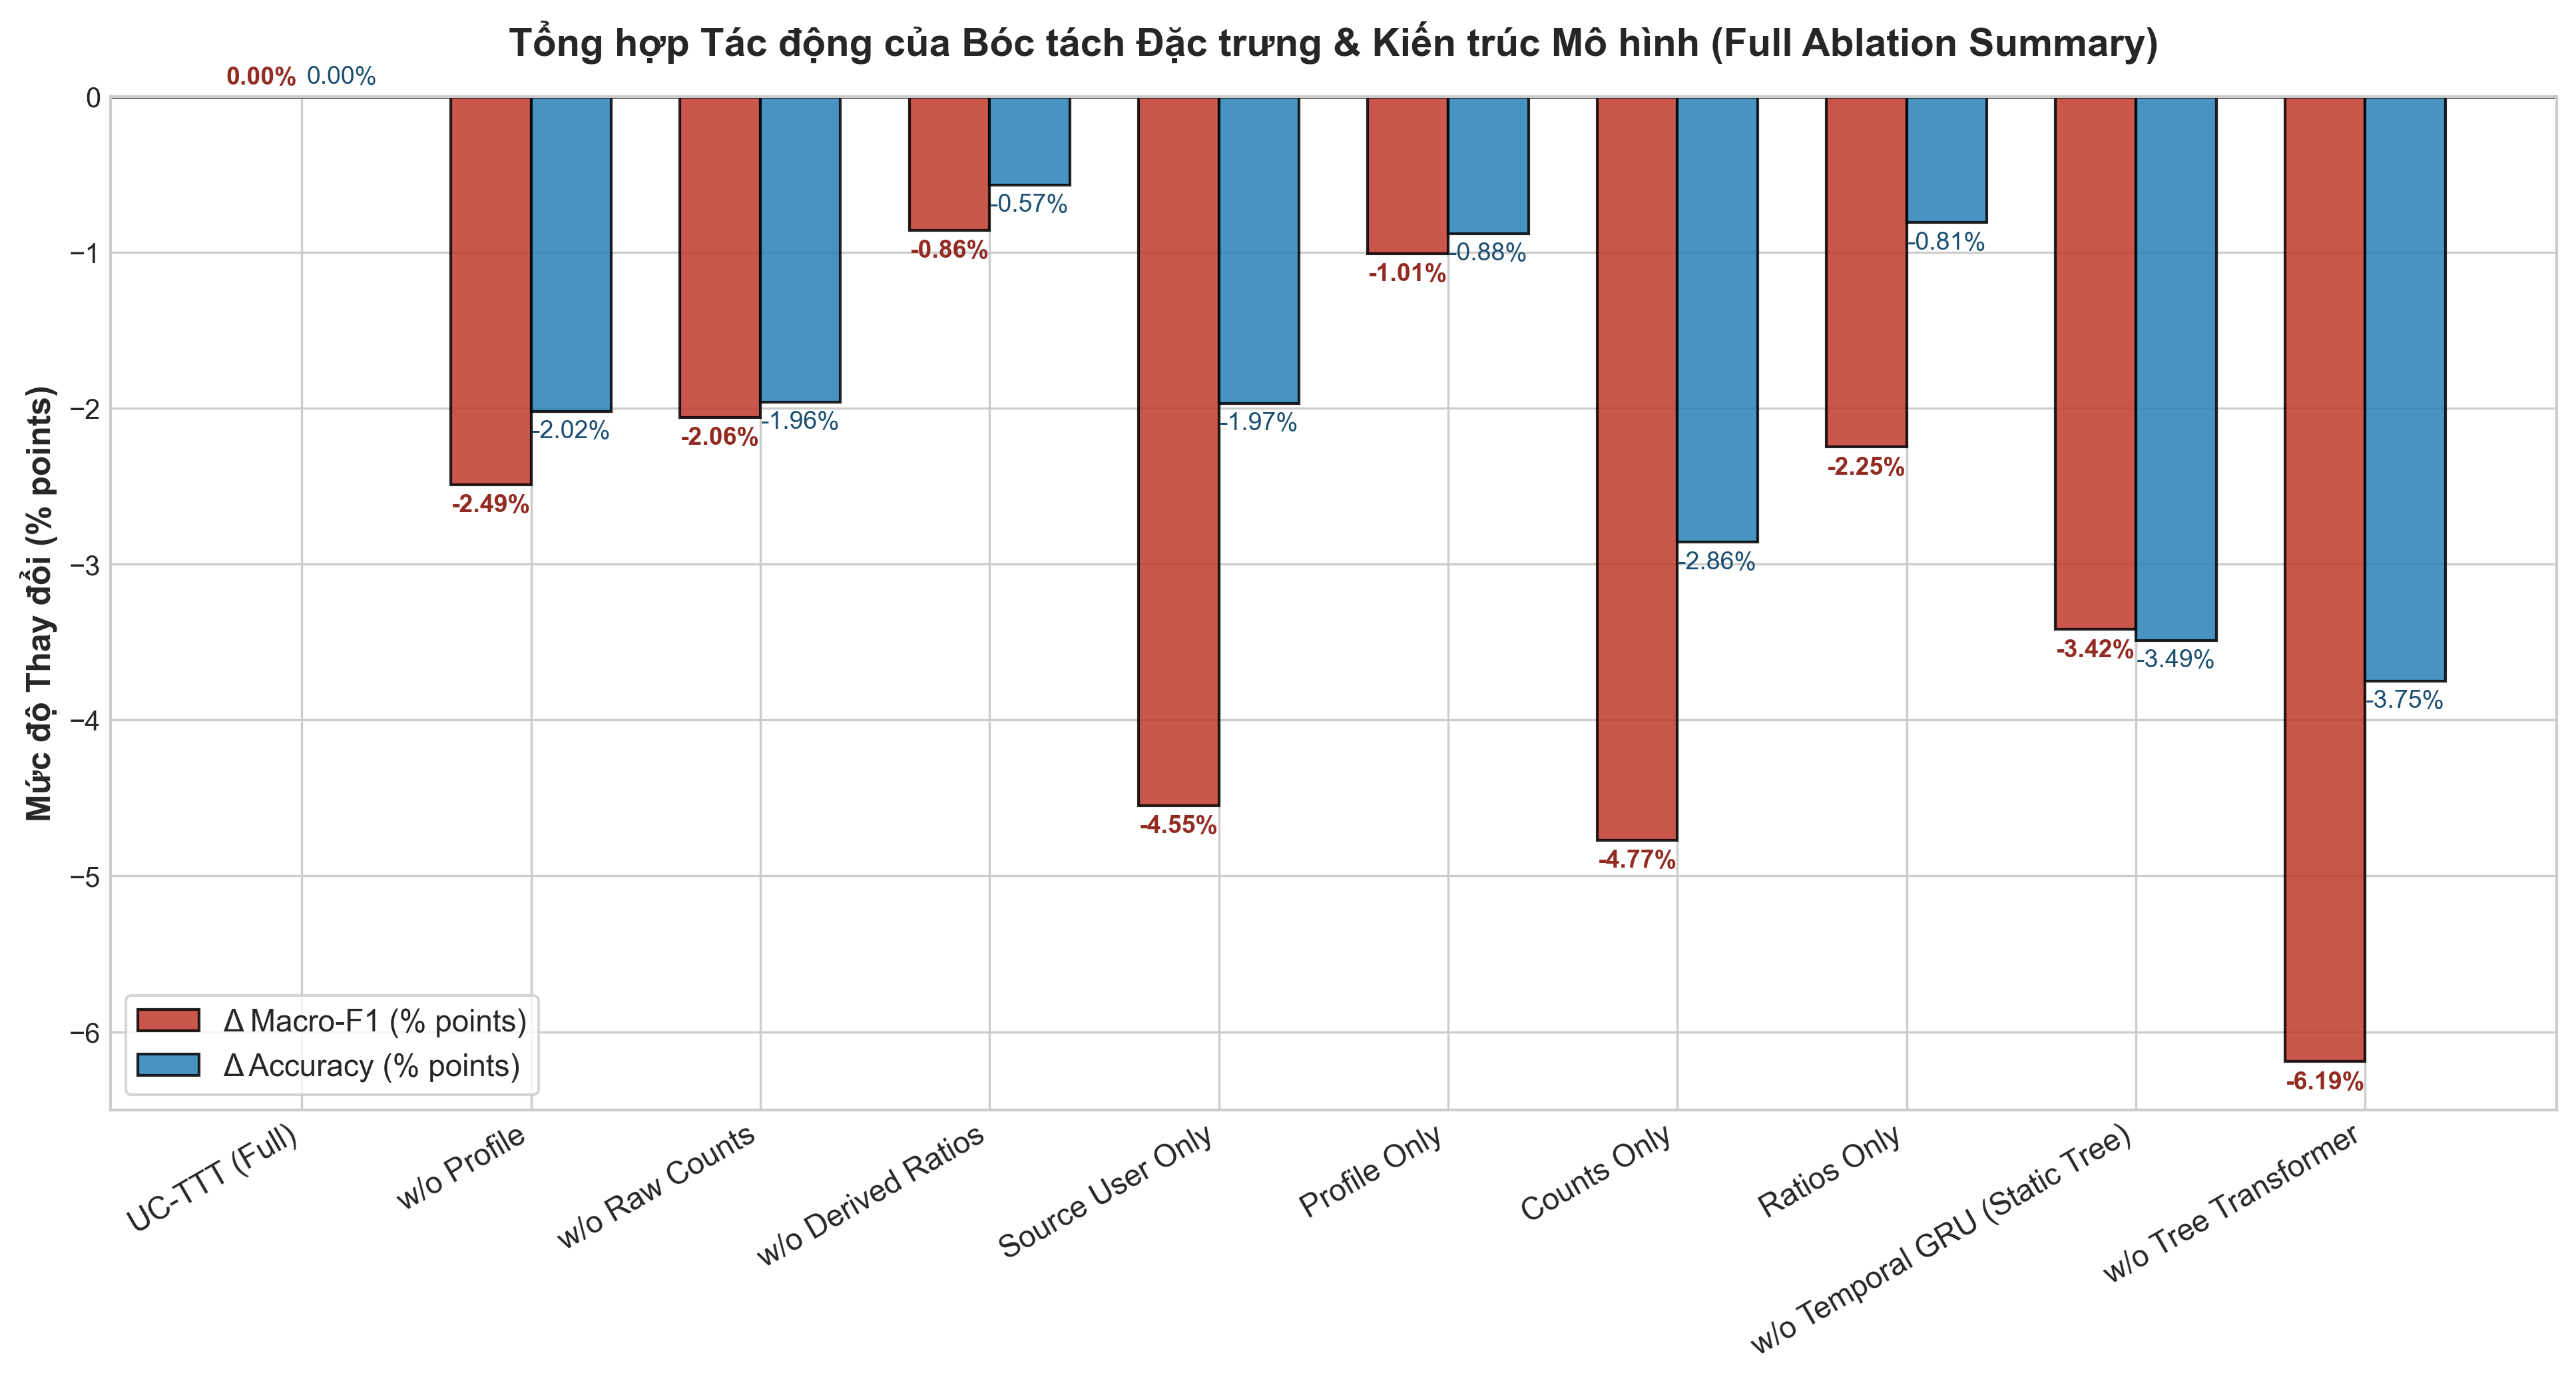 Tổng hợp Tác động của Bóc tách Đặc trưng & Kiến trúc Mô hình (Full Ablation Summary)
Mức độ Thay đổi (% points)
0
−1
−2
−3
−4
−5
−6
0.00% 0.00%
-2.49% -2.02%
-2.06% -1.96%
-0.86% -0.57%
-4.55% -1.97%
-1.01% -0.88%
-4.77% -2.86%
-2.25% -0.81%
-3.42% -3.49%
-6.19% -3.75%
Δ Macro-F1 (% points)
Δ Accuracy (% points)
UC-TTT (Full)
w/o Profile
w/o Raw Counts
w/o Derived Ratios
Source User Only
Profile Only
Counts Only
Ratios Only
w/o Temporal GRU (Static Tree)
w/o Tree Transformer